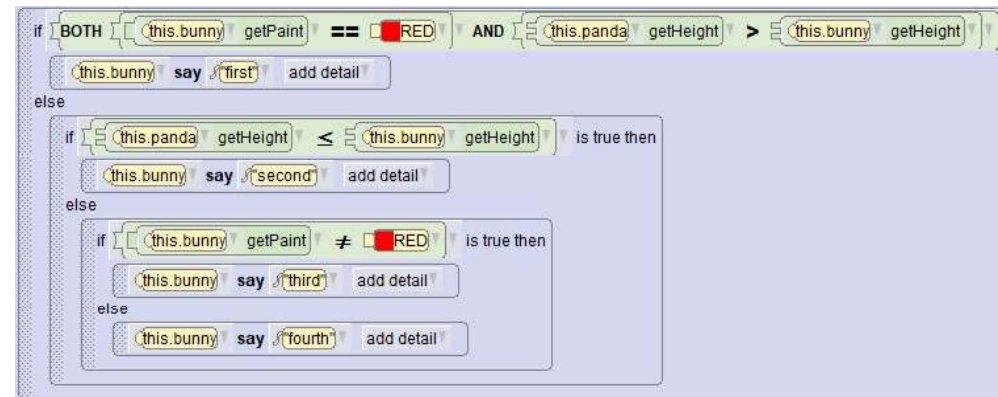 if BOTH this.bunny getPaint == RED AND this.panda getHeight > this.bunny getHeight
this.bunny say "first" add detail
else
if this.panda getHeight ≤ this.bunny getHeight is true then
this.bunny say "second" add detail
else
if this.bunny getPaint ≠ RED is true then
this.bunny say "third" add detail
else
this.bunny say "fourth" add detail